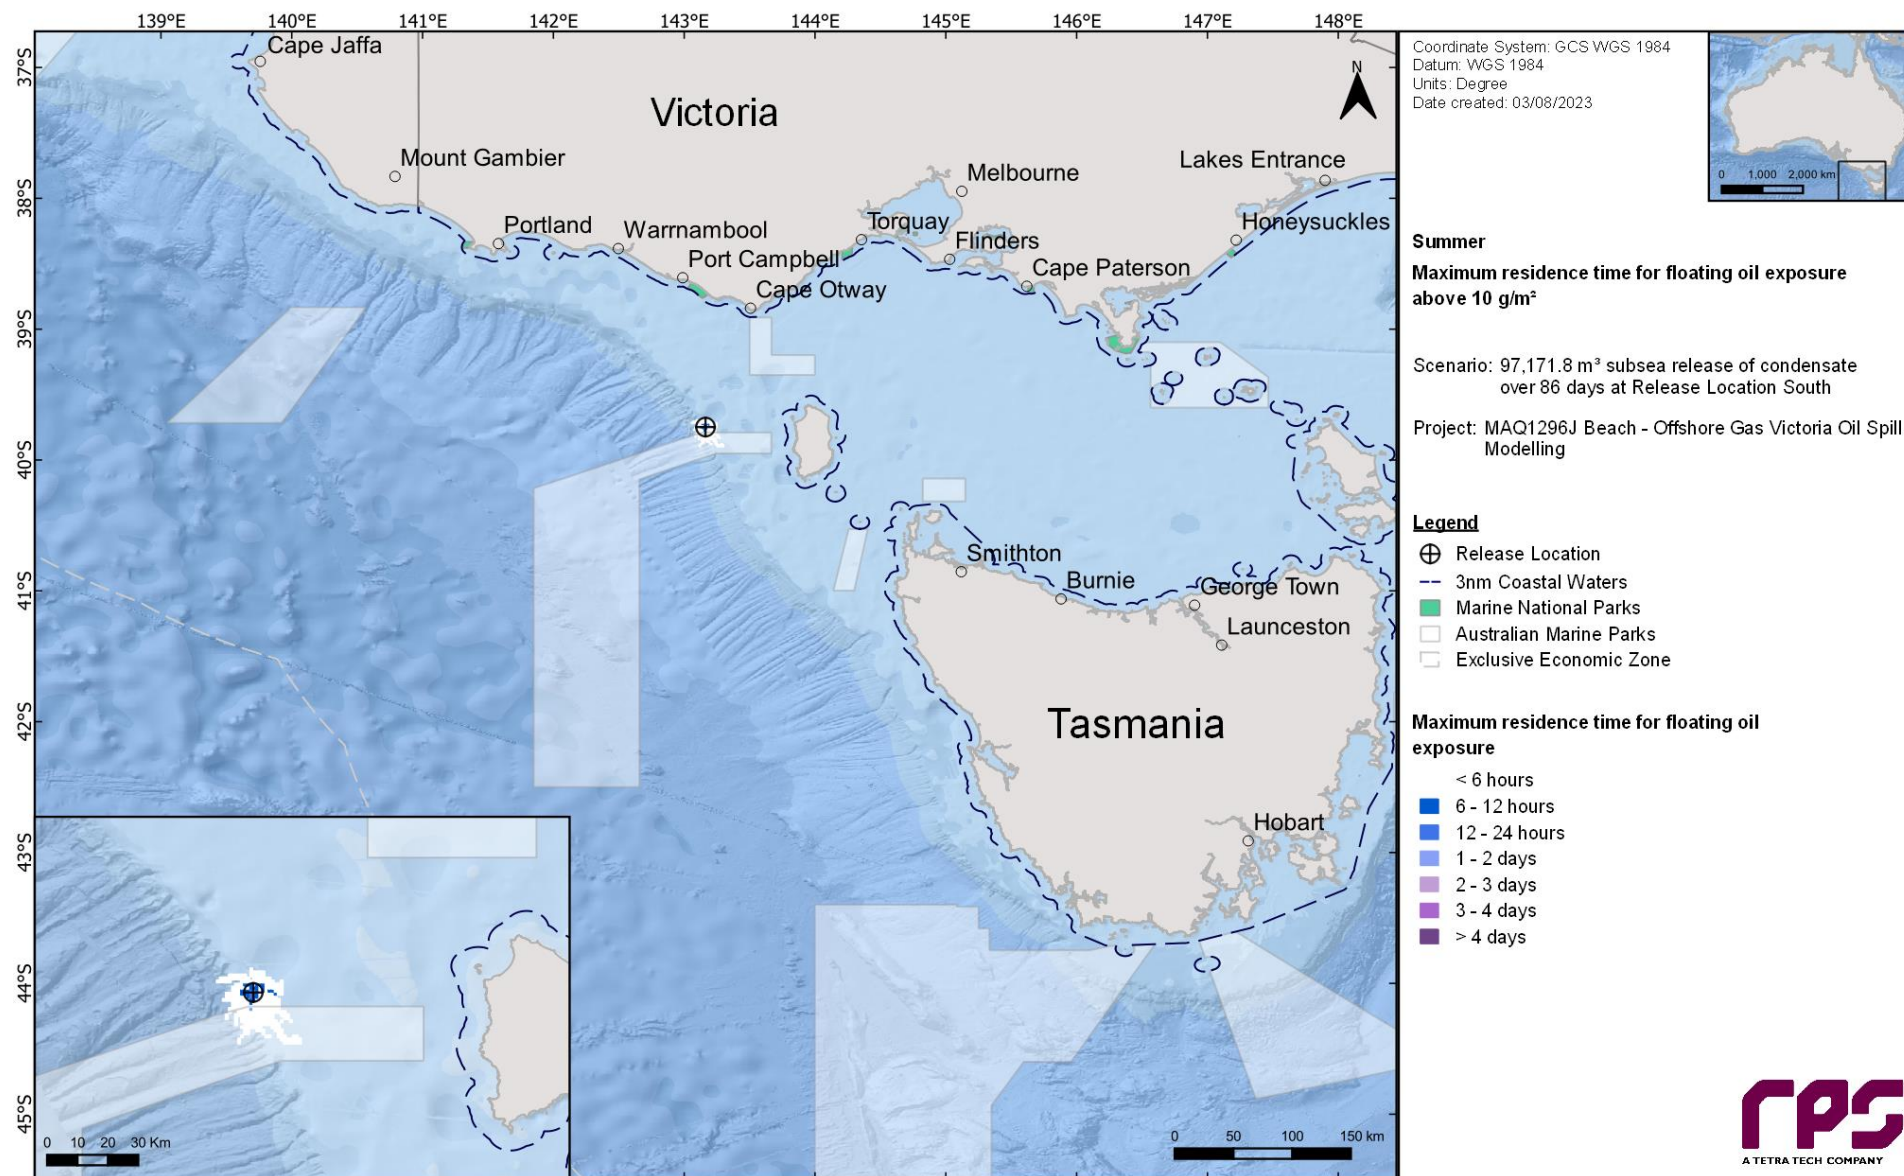 139°E 140°E 141°E 142°E 143°E 144°E 145°E 146°E 147°E 148°E
37°S
38°S
39°S
40°S
41°S
42°S
43°S
44°S
45°S
Cape Jaffa
Victoria
N
Mount Gambier
Melbourne
Lakes Entrance
Portland
Warrnambool
Torquay
Honeysuckles
Port Campbell
Flinders
Cape Otway
Cape Paterson
Smithton
Burnie
George Town
Launceston
Tasmania
Hobart
0 10 20 30 Km
0 50 100 150 km
Coordinate System: GCS WGS 1984
Datum: WGS 1984
Units: Degree
Date created: 03/08/2023
0 1,000 2,000 km
Summer
Maximum residence time for floating oil exposure
above 10 g/m²
Scenario: 97,171.8 m³ subsea release of condensate
over 86 days at Release Location South
Project: MAQ1296J Beach - Offshore Gas Victoria Oil Spill
Modelling
Legend
Release Location
3nm Coastal Waters
Marine National Parks
Australian Marine Parks
Exclusive Economic Zone
Maximum residence time for floating oil
exposure
< 6 hours
6 - 12 hours
12 - 24 hours
1 - 2 days
2 - 3 days
3 - 4 days
> 4 days
rps
A TETRA TECH COMPANY